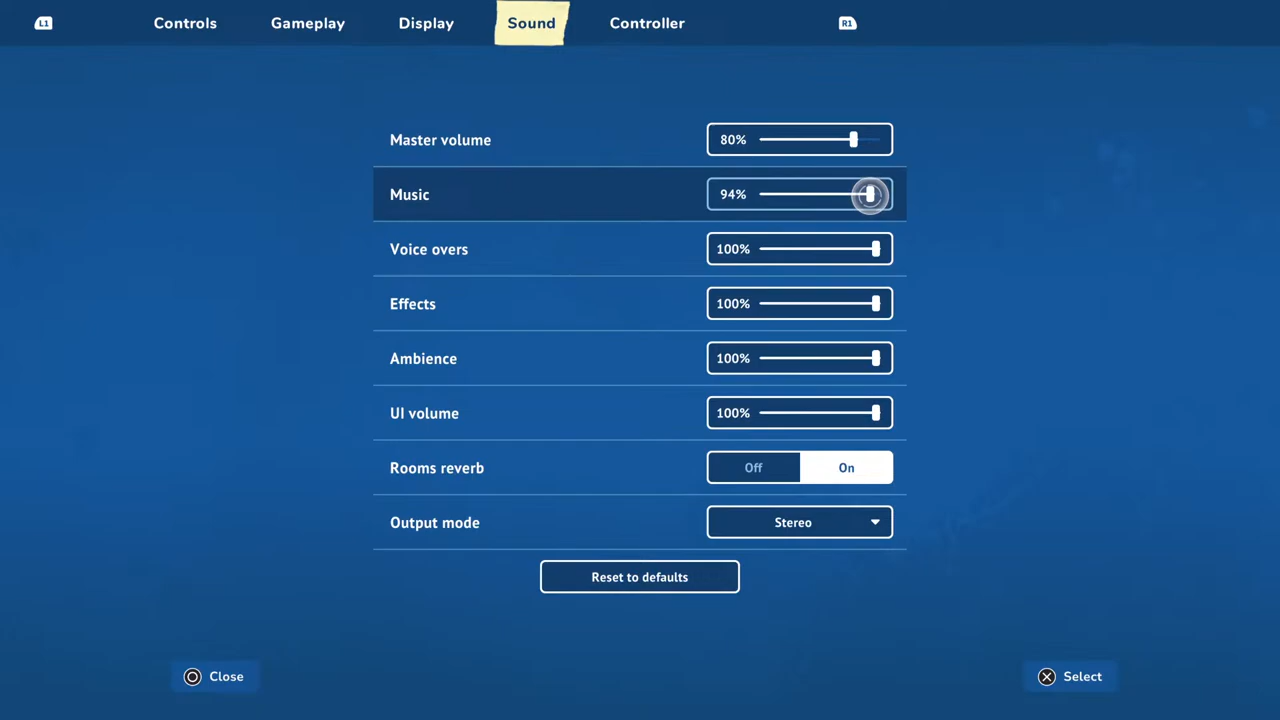 L1 Controls Gameplay Display Sound Controller R1
Master volume 80%
Music 94%
Voice overs 100%
Effects 100%
Ambience 100%
UI volume 100%
Rooms reverb Off On
Output mode Stereo
Reset to defaults
Close Select